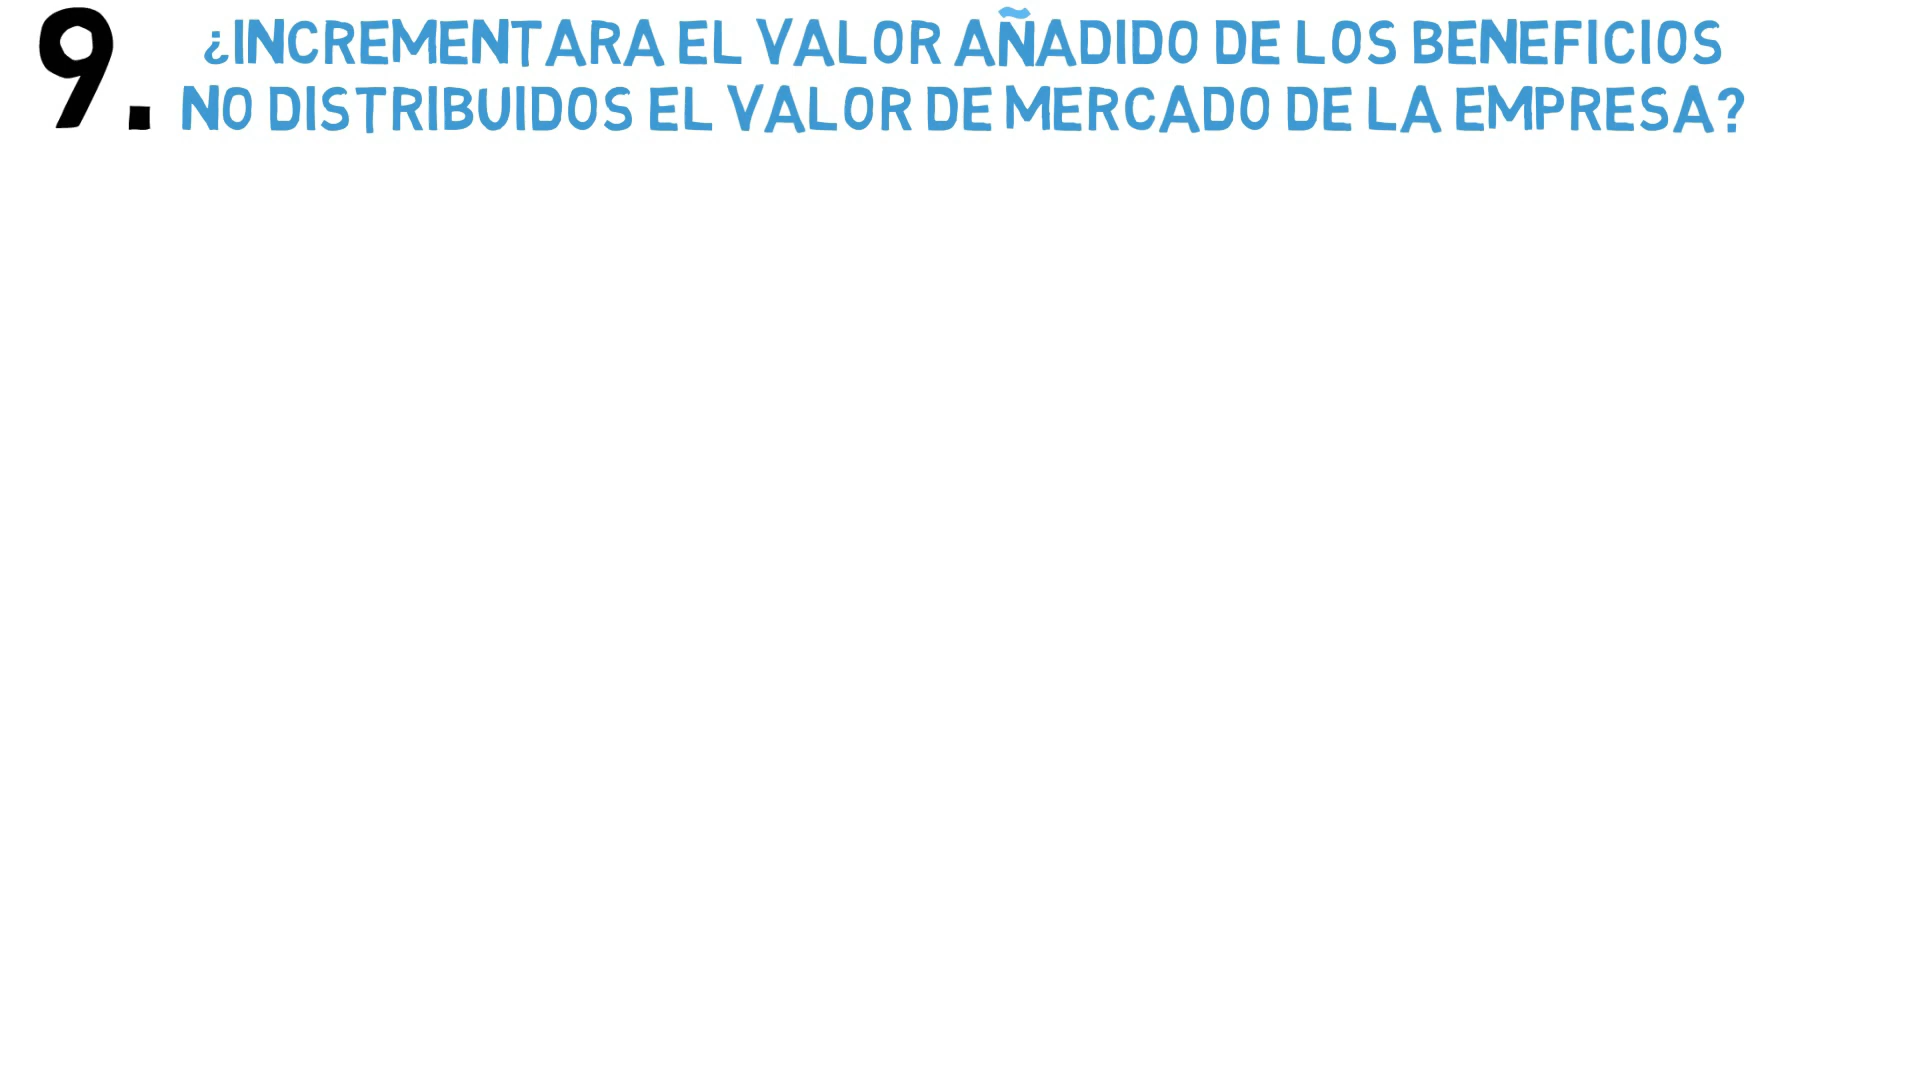 9. ¿INCREMENTARA EL VALOR AÑADIDO DE LOS BENEFICIOS
NO DISTRIBUIDOS EL VALOR DE MERCADO DE LA EMPRESA?